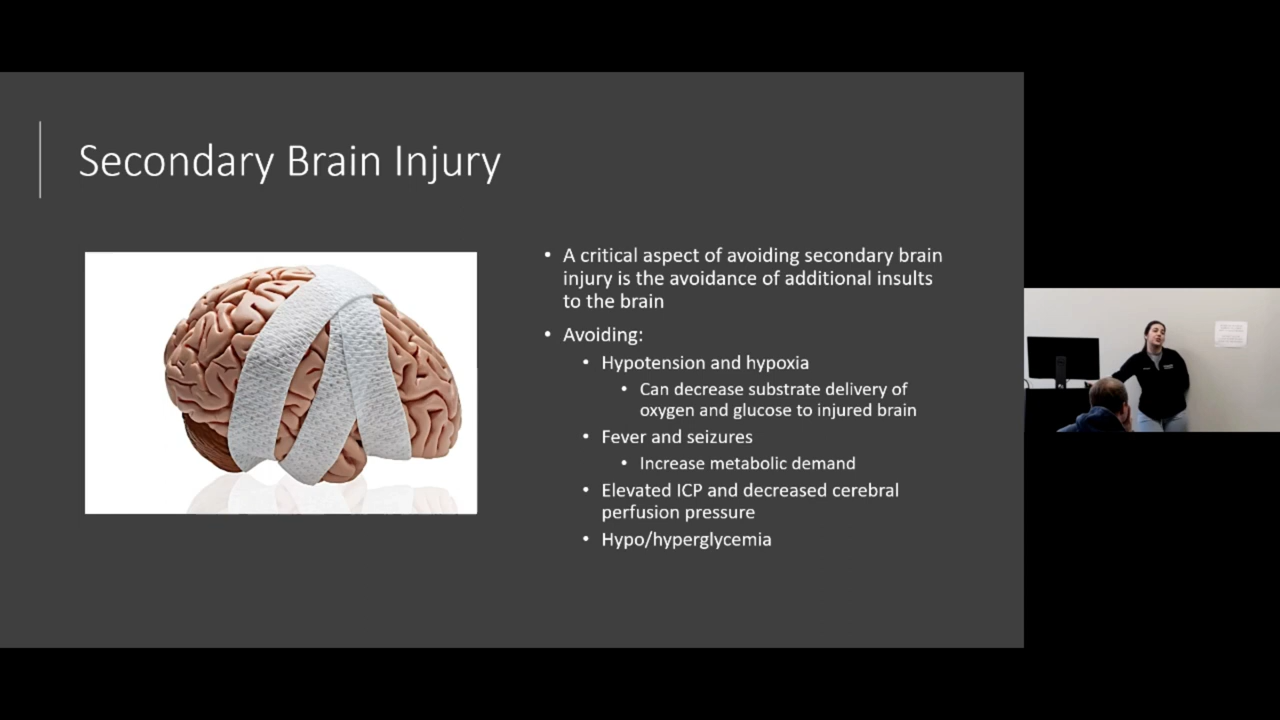 Secondary Brain Injury
• A critical aspect of avoiding secondary brain
injury is the avoidance of additional insults
to the brain
• Avoiding:
• Hypotension and hypoxia
• Can decrease substrate delivery of
oxygen and glucose to injured brain
• Fever and seizures
• Increase metabolic demand
• Elevated ICP and decreased cerebral
perfusion pressure
• Hypo/hyperglycemia